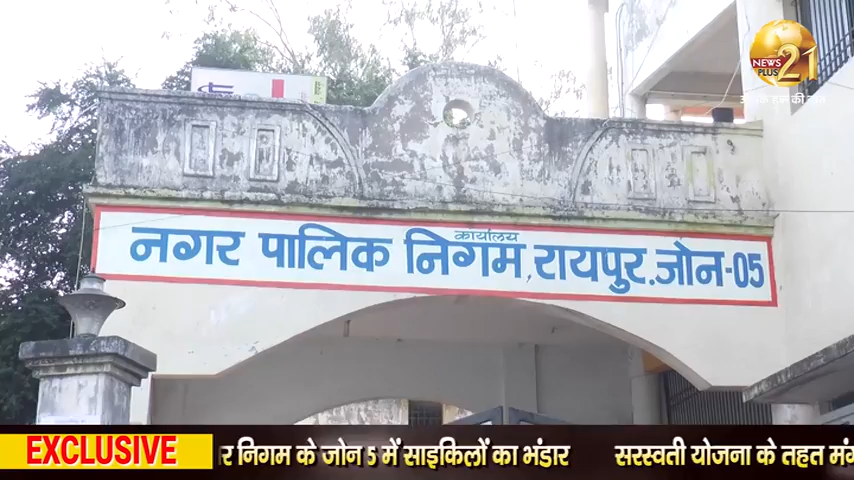 NEWS
PLUS 21
कार्यालय
नगर पालिक निगम, रायपुर. जोन-05
EXCLUSIVE
र निगम के जोन 5 में साइकिलों का भंडार सरस्वती योजना के तहत मं